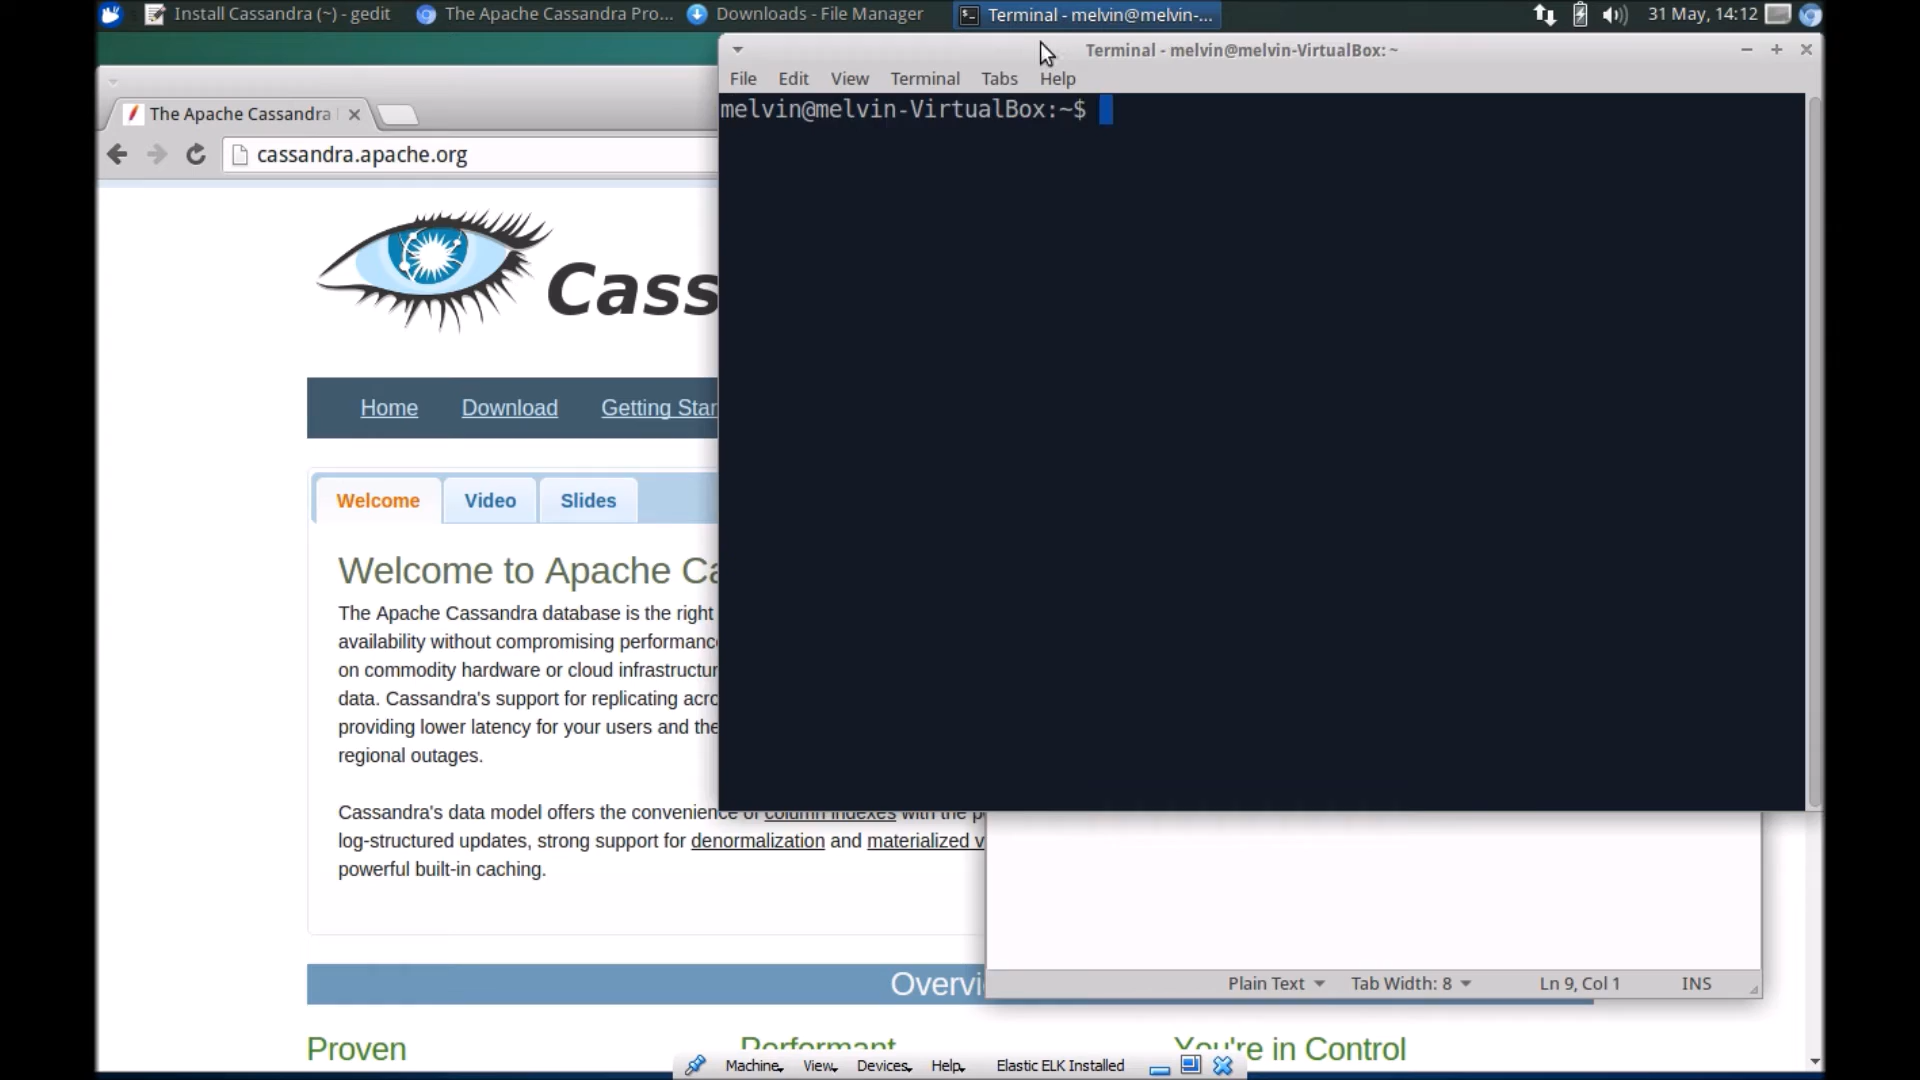 Install Cassandra (~) - gedit
The Apache Cassandra Pro...
Downloads - File Manager
Terminal - melvin@melvin-...
31 May, 14:12
Terminal - melvin@melvin-VirtualBox: ~
File Edit View Terminal Tabs Help
melvin@melvin-VirtualBox:~$
The Apache Cassandra
cassandra.apache.org
Cass
Home Download Getting Star
Welcome Video Slides
Welcome to Apache Ca
The Apache Cassandra database is the right
availability without compromising performance
on commodity hardware or cloud infrastructur
data. Cassandra's support for replicating acro
providing lower latency for your users and the
regional outages.
Cassandra's data model offers the convenience of column indexes with the p
log-structured updates, strong support for denormalization and materialized v
powerful built-in caching.
Overvi
Plain Text Tab Width: 8 Ln 9, Col 1 INS
Proven Performant You're in Control
Machine View Devices Help Elastic ELK Installed